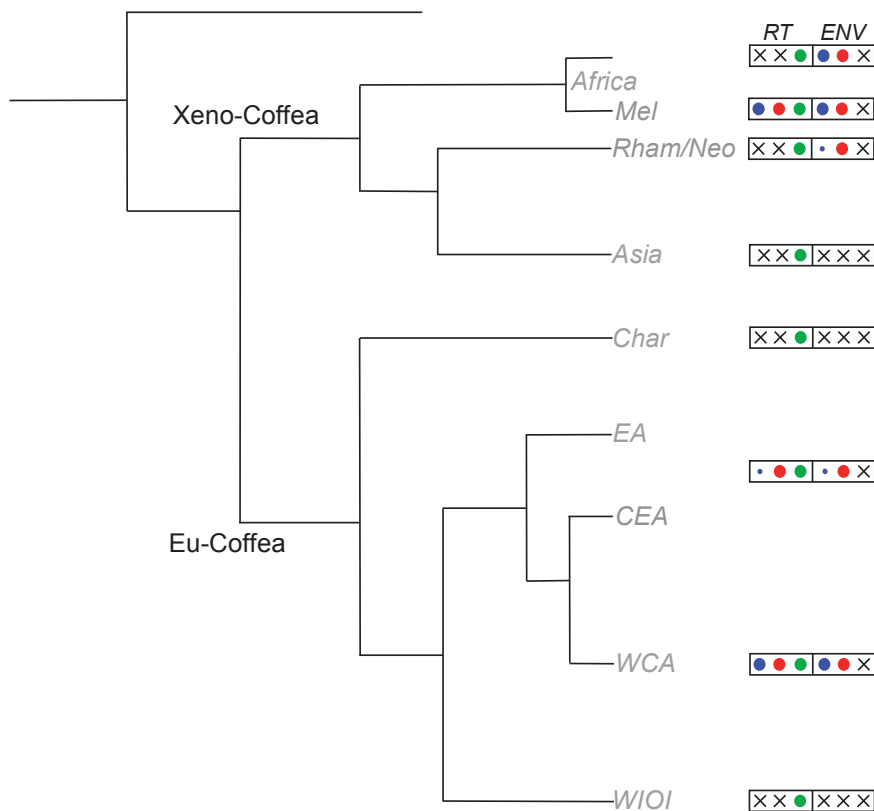 RT ENV
× × × 
Africa
Xeno-Coffea
Mel ×
Rham/Neo × × ×
Asia × × × × ×
Char × × × × ×
EA
×
CEA
Eu-Coffea
WCA ×
WIOI × × × × ×